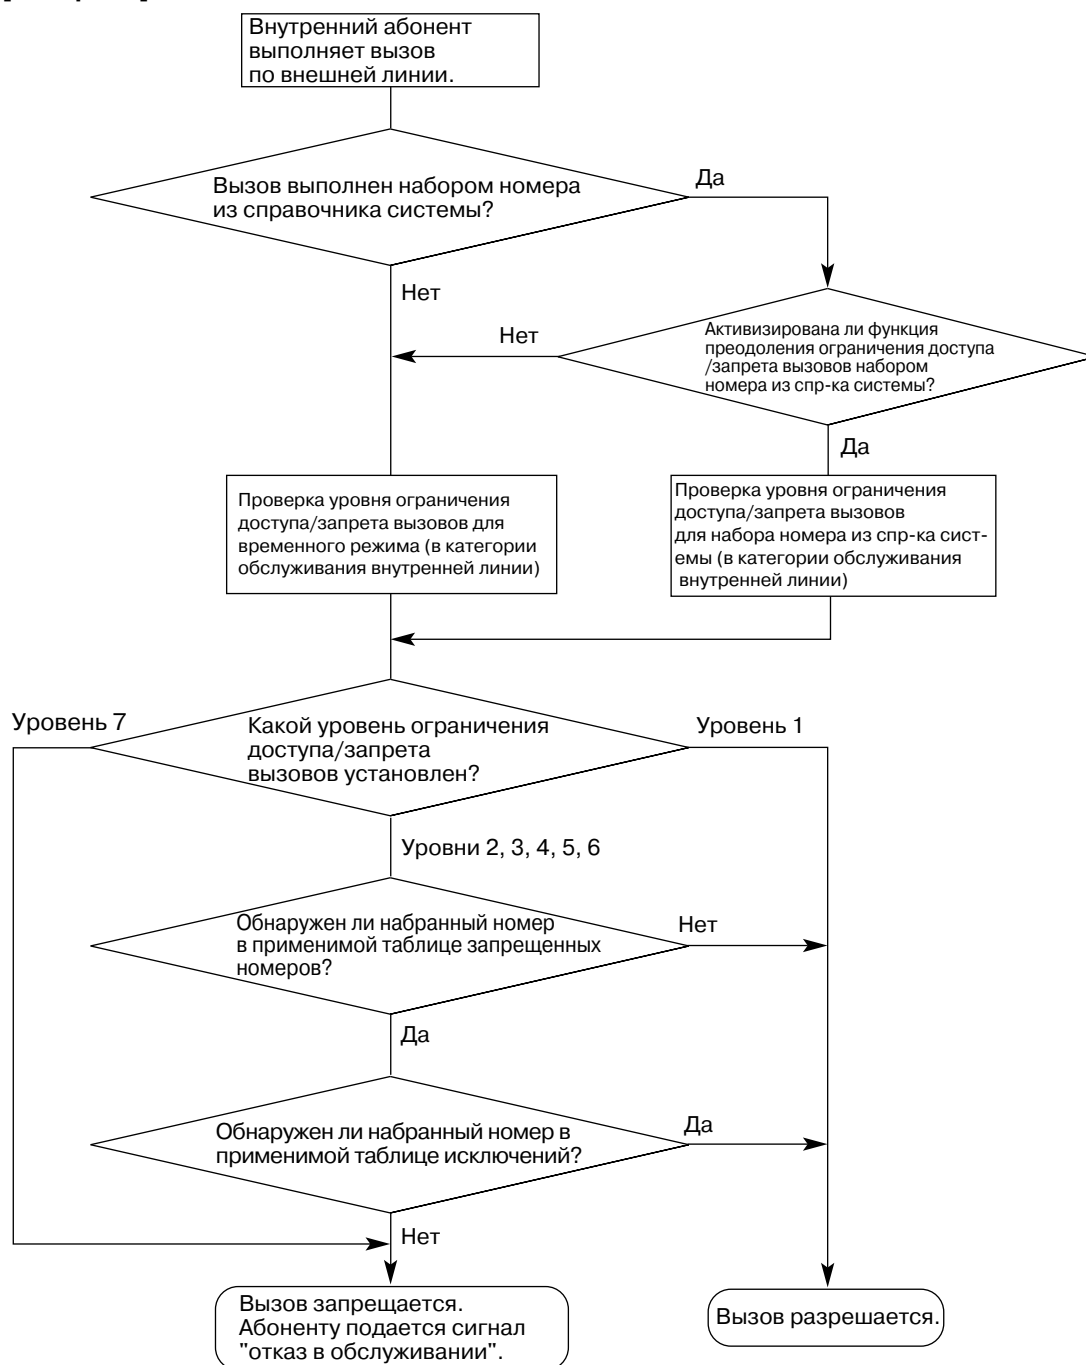 Внутренний абонент
выполняет вызов
по внешней линии.
Вызов выполнен набором номера
из справочника системы?
Да
Нет
Нет
Активизирована ли функция
преодоления ограничения доступа
/запрета вызовов набором
номера из спр-ка системы?
Да
Проверка уровня ограничения
доступа/запрета вызовов для
временного режима (в категории
обслуживания внутренней линии)
Проверка уровня ограничения
доступа/запрета вызовов
для набора номера из спр-ка сист-
емы (в категории обслуживания
внутренней линии)
Уровень 7
Какой уровень ограничения
доступа/запрета
вызовов установлен?
Уровень 1
Уровни 2, 3, 4, 5, 6
Обнаружен ли набранный номер
в применимой таблице запрещенных
номеров?
Нет
Да
Обнаружен ли набранный номер в
применимой таблице исключений?
Да
Нет
Вызов запрещается.
Абоненту подается сигнал
"отказ в обслуживании".
Вызов разрешается.